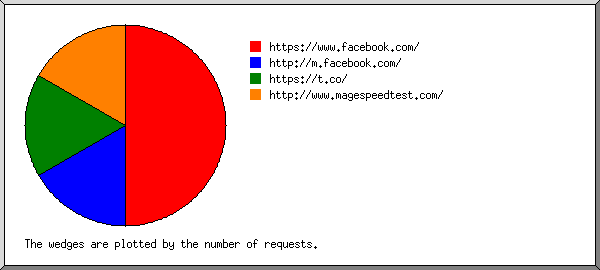 https://www.facebook.com/
http://m.facebook.com/
https://t.co/
http://www.magespeedtest.com/
The wedges are plotted by the number of requests.